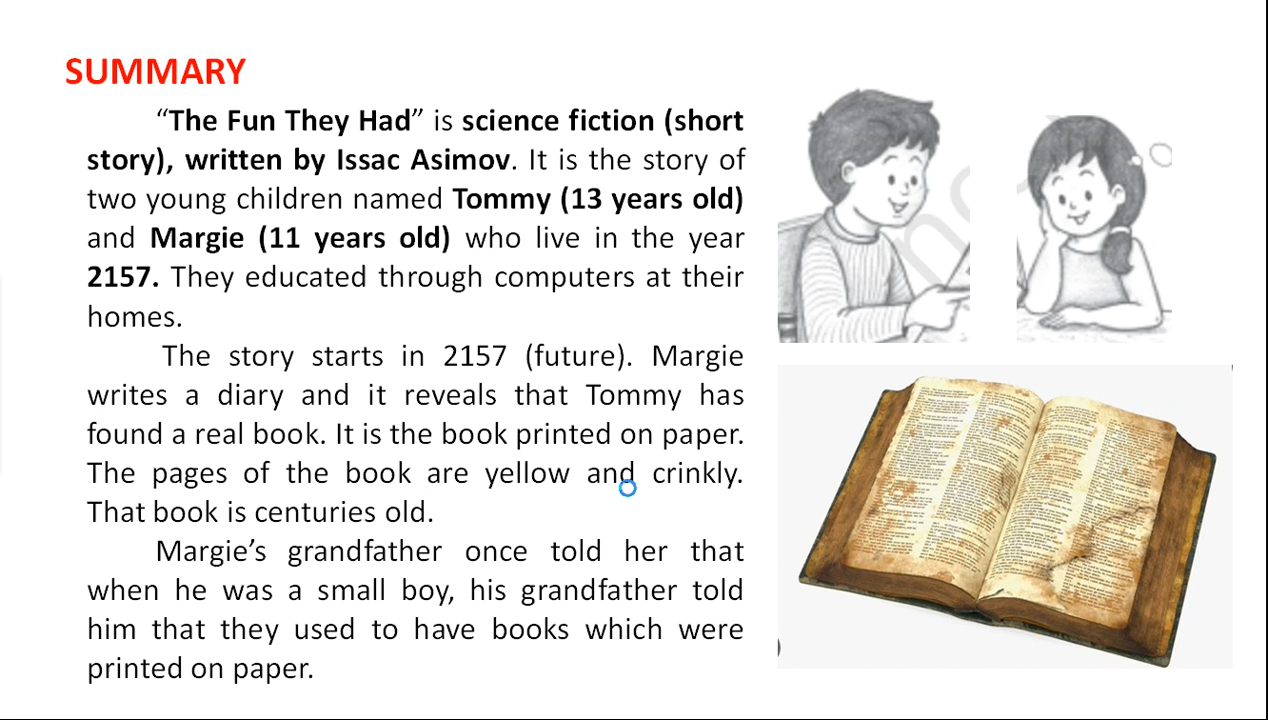 SUMMARY
“The Fun They Had” is science fiction (short
story), written by Issac Asimov. It is the story of
two young children named Tommy (13 years old)
and Margie (11 years old) who live in the year
2157. They educated through computers at their
homes.
The story starts in 2157 (future). Margie
writes a diary and it reveals that Tommy has
found a real book. It is the book printed on paper.
The pages of the book are yellow and crinkly.
That book is centuries old.
Margie’s grandfather once told her that
when he was a small boy, his grandfather told
him that they used to have books which were
printed on paper.